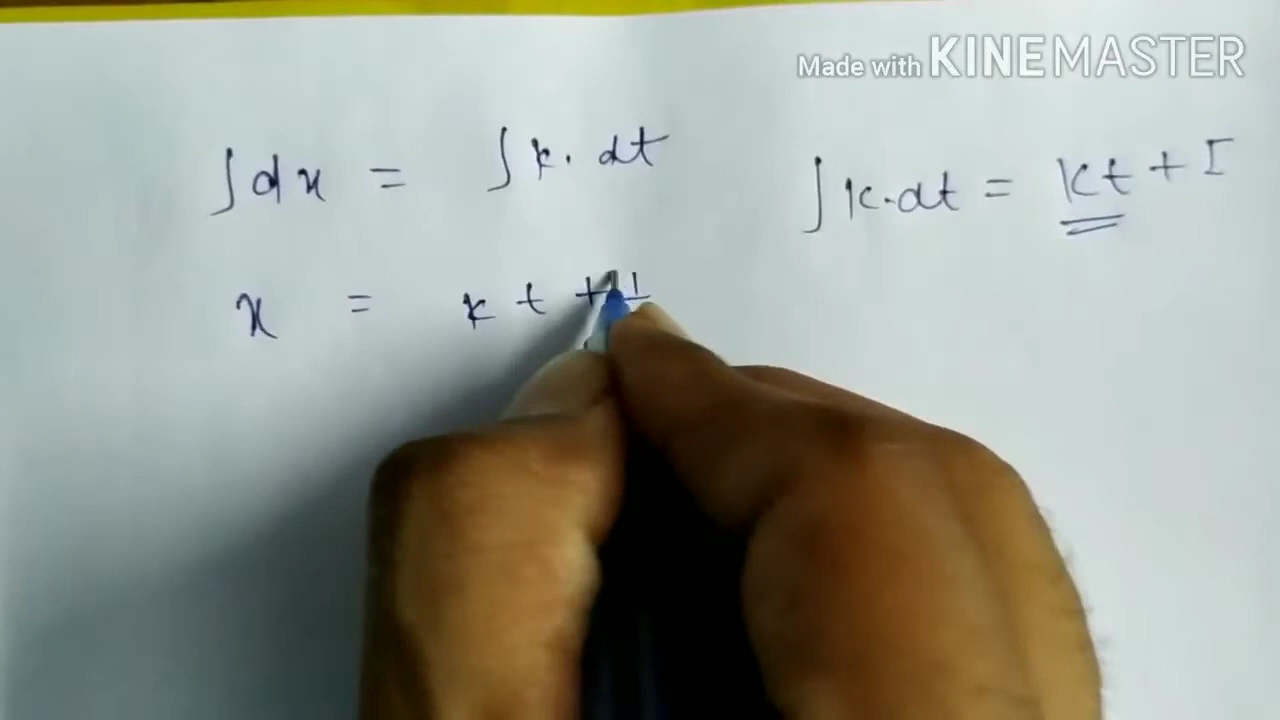 Made with KINEMASTER
∫dx = ∫k. dt
∫k.dt = kt + I
x = kt + I